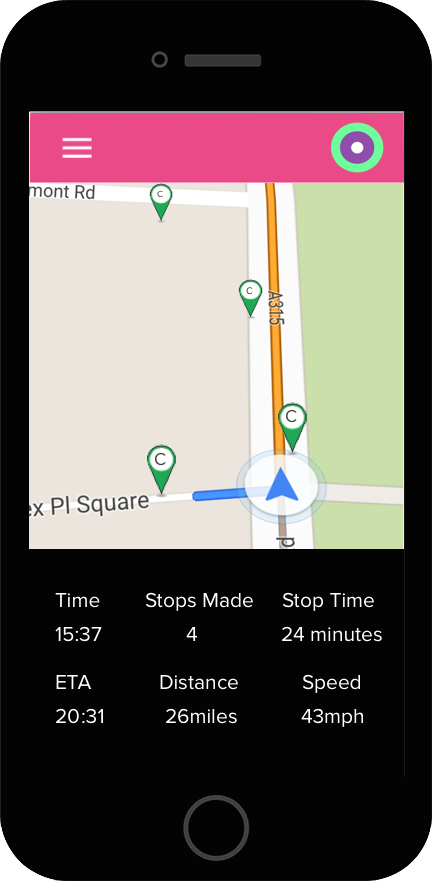 mont Rd
C
C
A315
C
C
ex Pl Square
Time Stops Made Stop Time
15:37 4 24 minutes
ETA Distance Speed
20:31 26miles 43mph